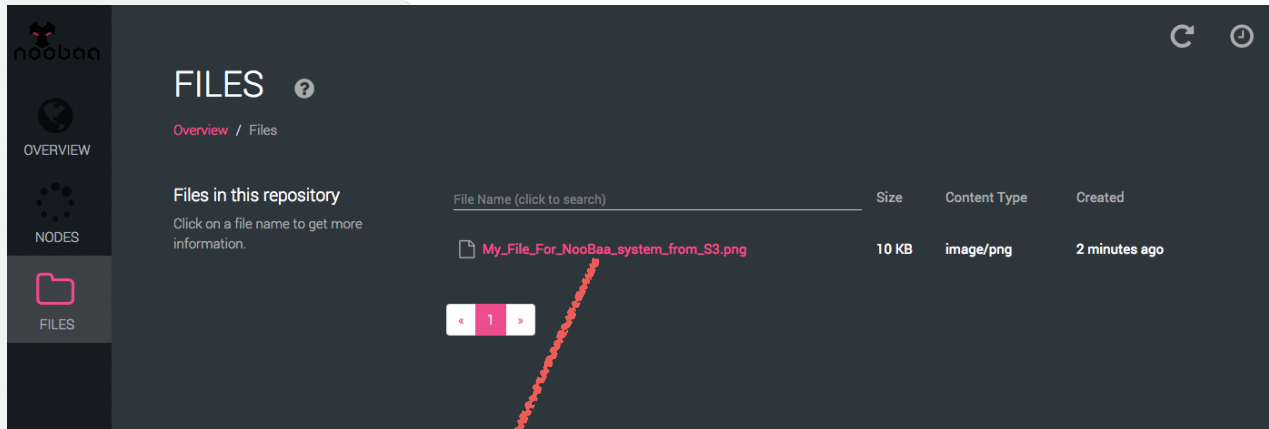 noobaa
OVERVIEW
NODES
FILES
FILES ?
Overview / Files
Files in this repository
Click on a file name to get more
information.
File Name (click to search) Size Content Type Created
My_File_For_NooBaa_system_from_S3.png 10 KB image/png 2 minutes ago
« 1 »